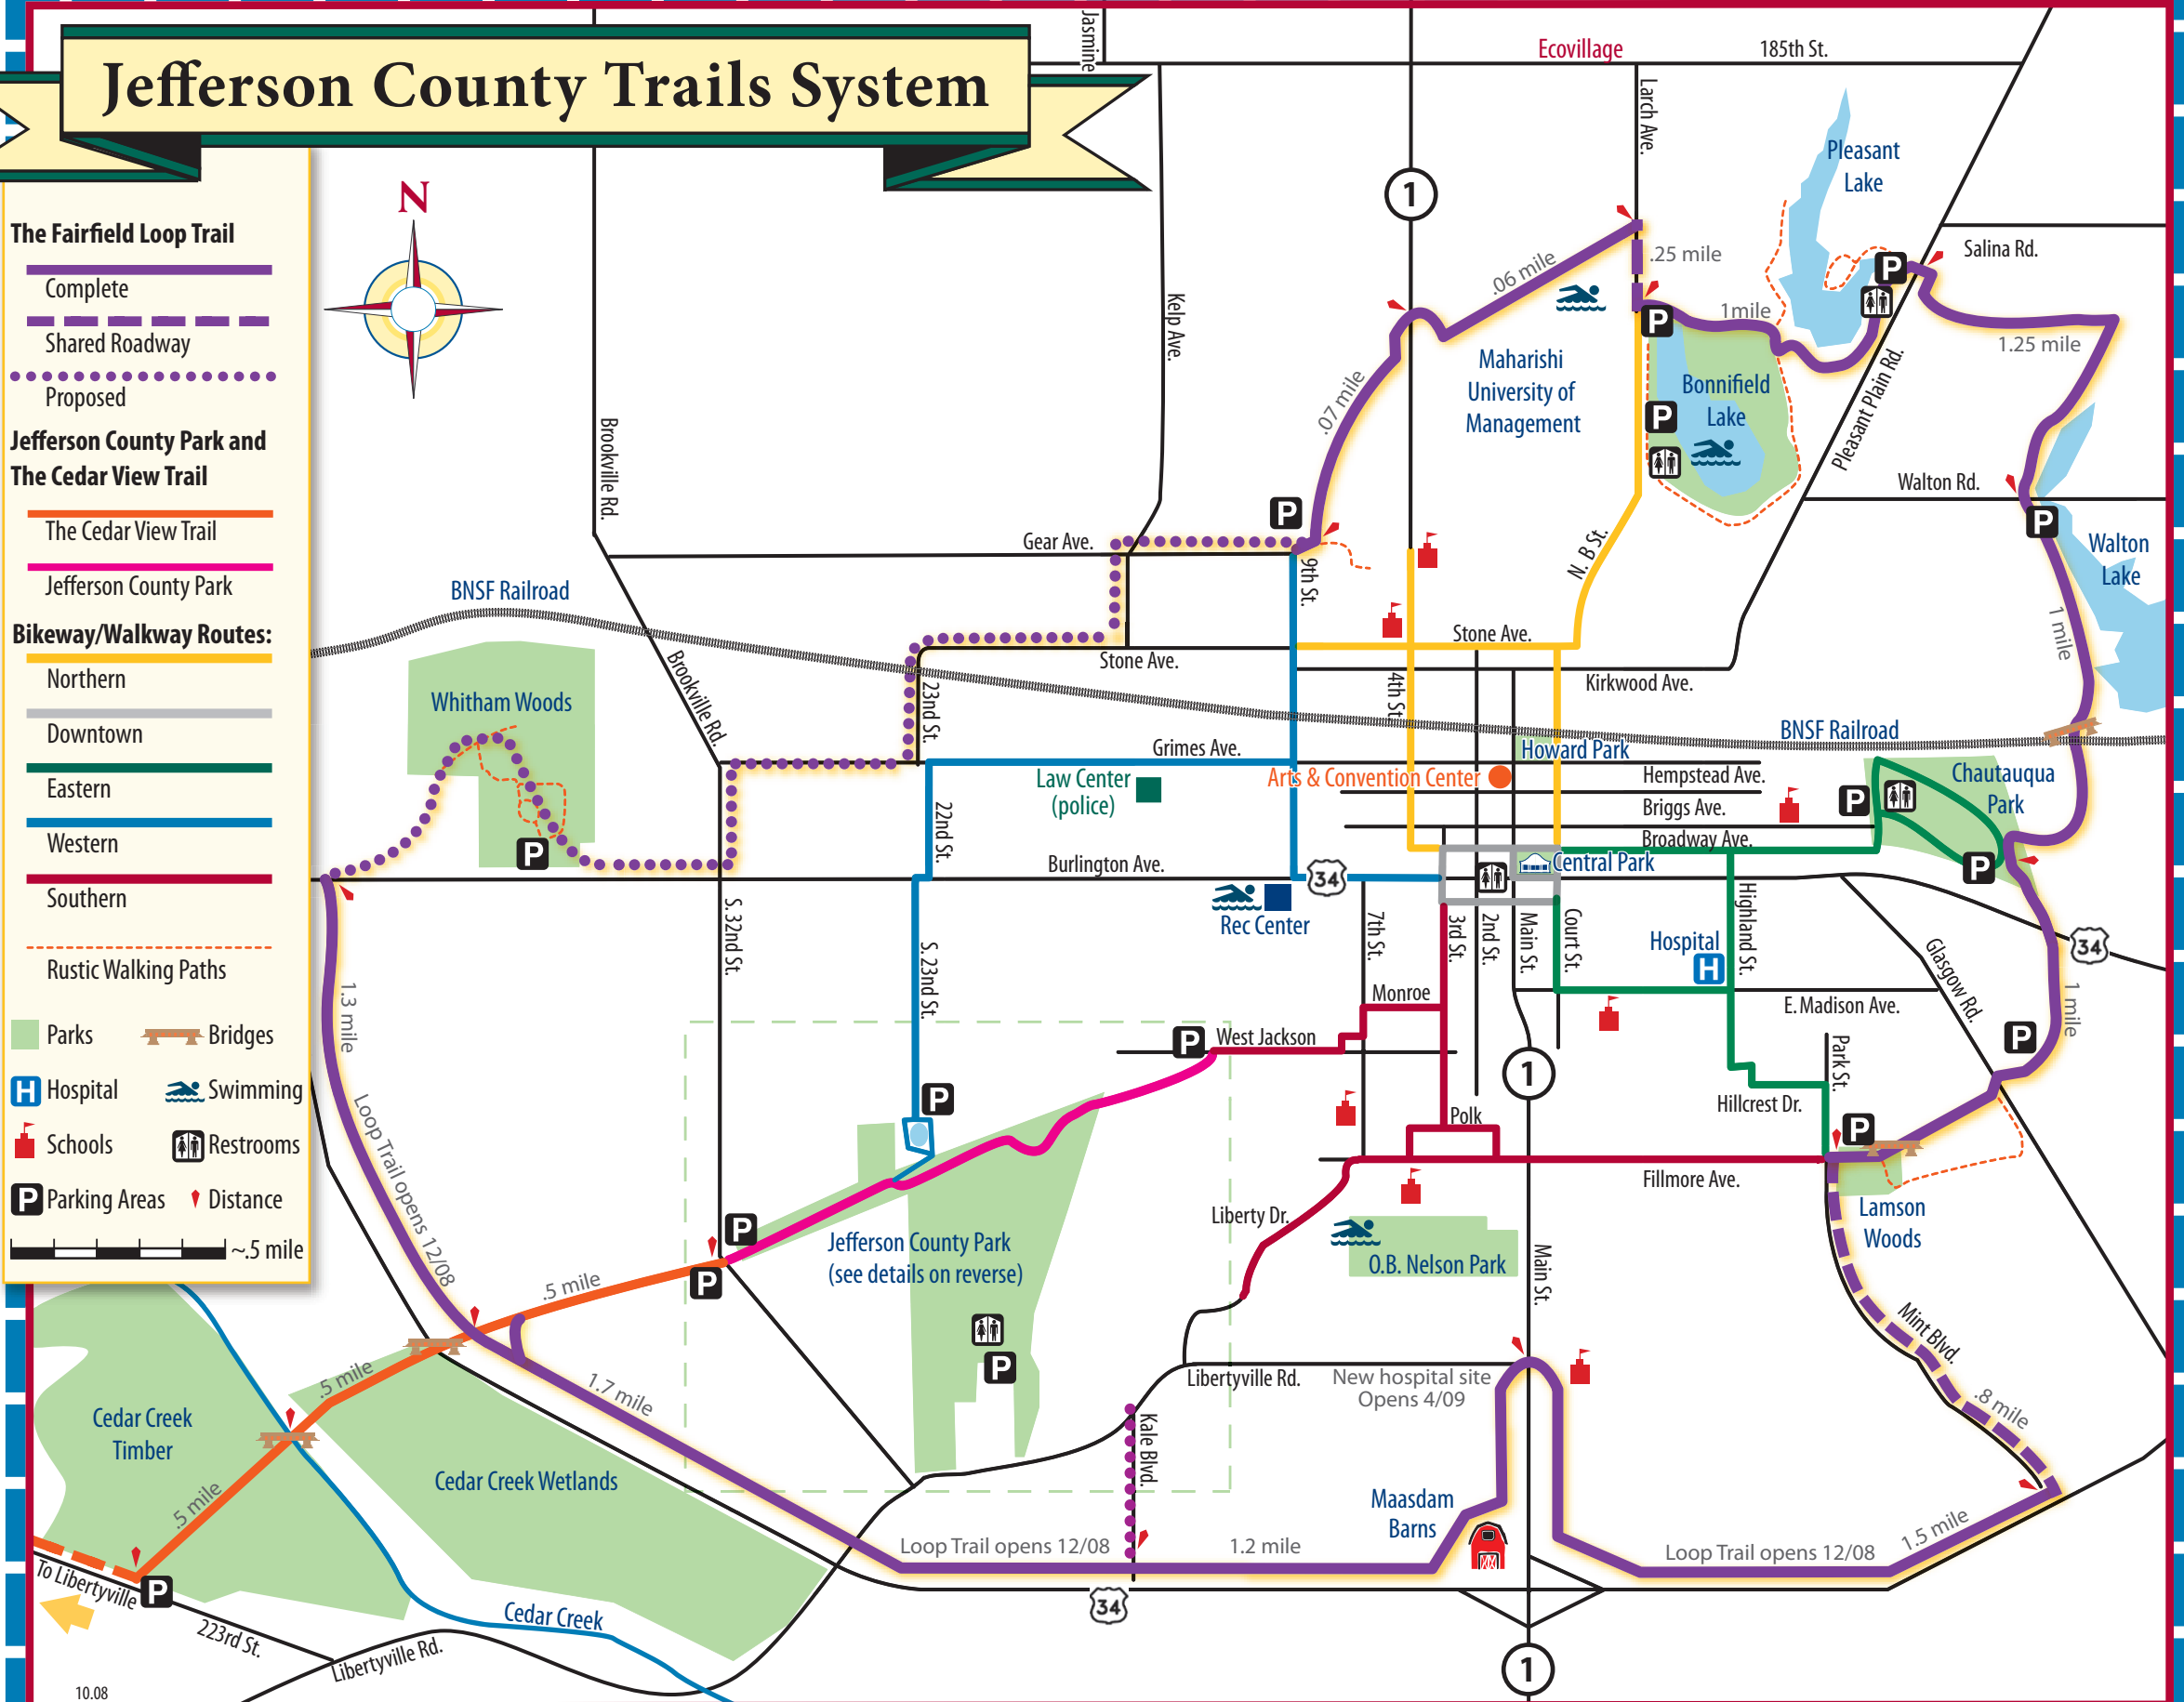 Jefferson County Trails System
N
The Fairfield Loop Trail
Complete
Shared Roadway
Proposed
Jefferson County Park and
The Cedar View Trail
The Cedar View Trail
Jefferson County Park
Bikeway/Walkway Routes:
Northern
Downtown
Eastern
Western
Southern
Rustic Walking Paths
Parks
Bridges
H Hospital
Swimming
Schools
Restrooms
P Parking Areas
Distance
~.5 mile
Jasmine
Ecovillage
185th St.
Larch Ave.
1
Pleasant
Lake
Salina Rd.
.06 mile
.25 mile
P
P
1mile
1.25 mile
Kelp Ave.
Maharishi
University of
Management
Bonnifield
Lake
P
.07 mile
Pleasant Plain Rd.
Brookville Rd.
Walton Rd.
P
P
Walton
Lake
Gear Ave.
9th St.
N. B St.
BNSF Railroad
1 mile
Stone Ave.
Stone Ave.
Brookville Rd.
23rd St.
4th St.
Kirkwood Ave.
Whitham Woods
BNSF Railroad
Grimes Ave.
Howard Park
Law Center
(police)
Arts & Convention Center
Hempstead Ave.
Chautauqua
Park
P
Briggs Ave.
22nd St.
Broadway Ave.
P
Burlington Ave.
Central Park
P
34
Rec Center
S. 32nd St.
S. 23nd St.
7th St.
3rd St.
2nd St.
Main St.
Court St.
Hospital
H
Highland St.
34
Glasgow Rd.
1.3 mile
Monroe
E. Madison Ave.
1 mile
P
West Jackson
P
1
Park St.
Loop Trail opens 12/08
P
Polk
Hillcrest Dr.
P
Fillmore Ave.
Liberty Dr.
Lamson
Woods
P
Jefferson County Park
(see details on reverse)
O.B. Nelson Park
Main St.
.5 mile
P
Mint Blvd.
P
.5 mile
1.7 mile
Libertyville Rd.
New hospital site
Opens 4/09
.8 mile
Cedar Creek
Timber
Kale Blvd.
Cedar Creek Wetlands
Maasdam
Barns
.5 mile
Loop Trail opens 12/08
1.2 mile
Loop Trail opens 12/08
1.5 mile
To Libertyville
P
34
223rd St.
Cedar Creek
Libertyville Rd.
1
10.08